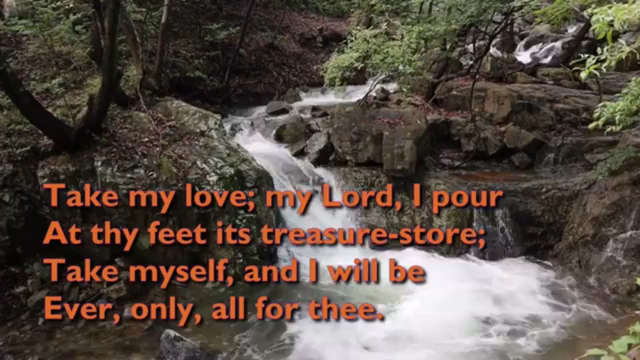 Take my love; my Lord, I pour
At thy feet its treasure-store;
Take myself, and I will be
Ever, only, all for thee.